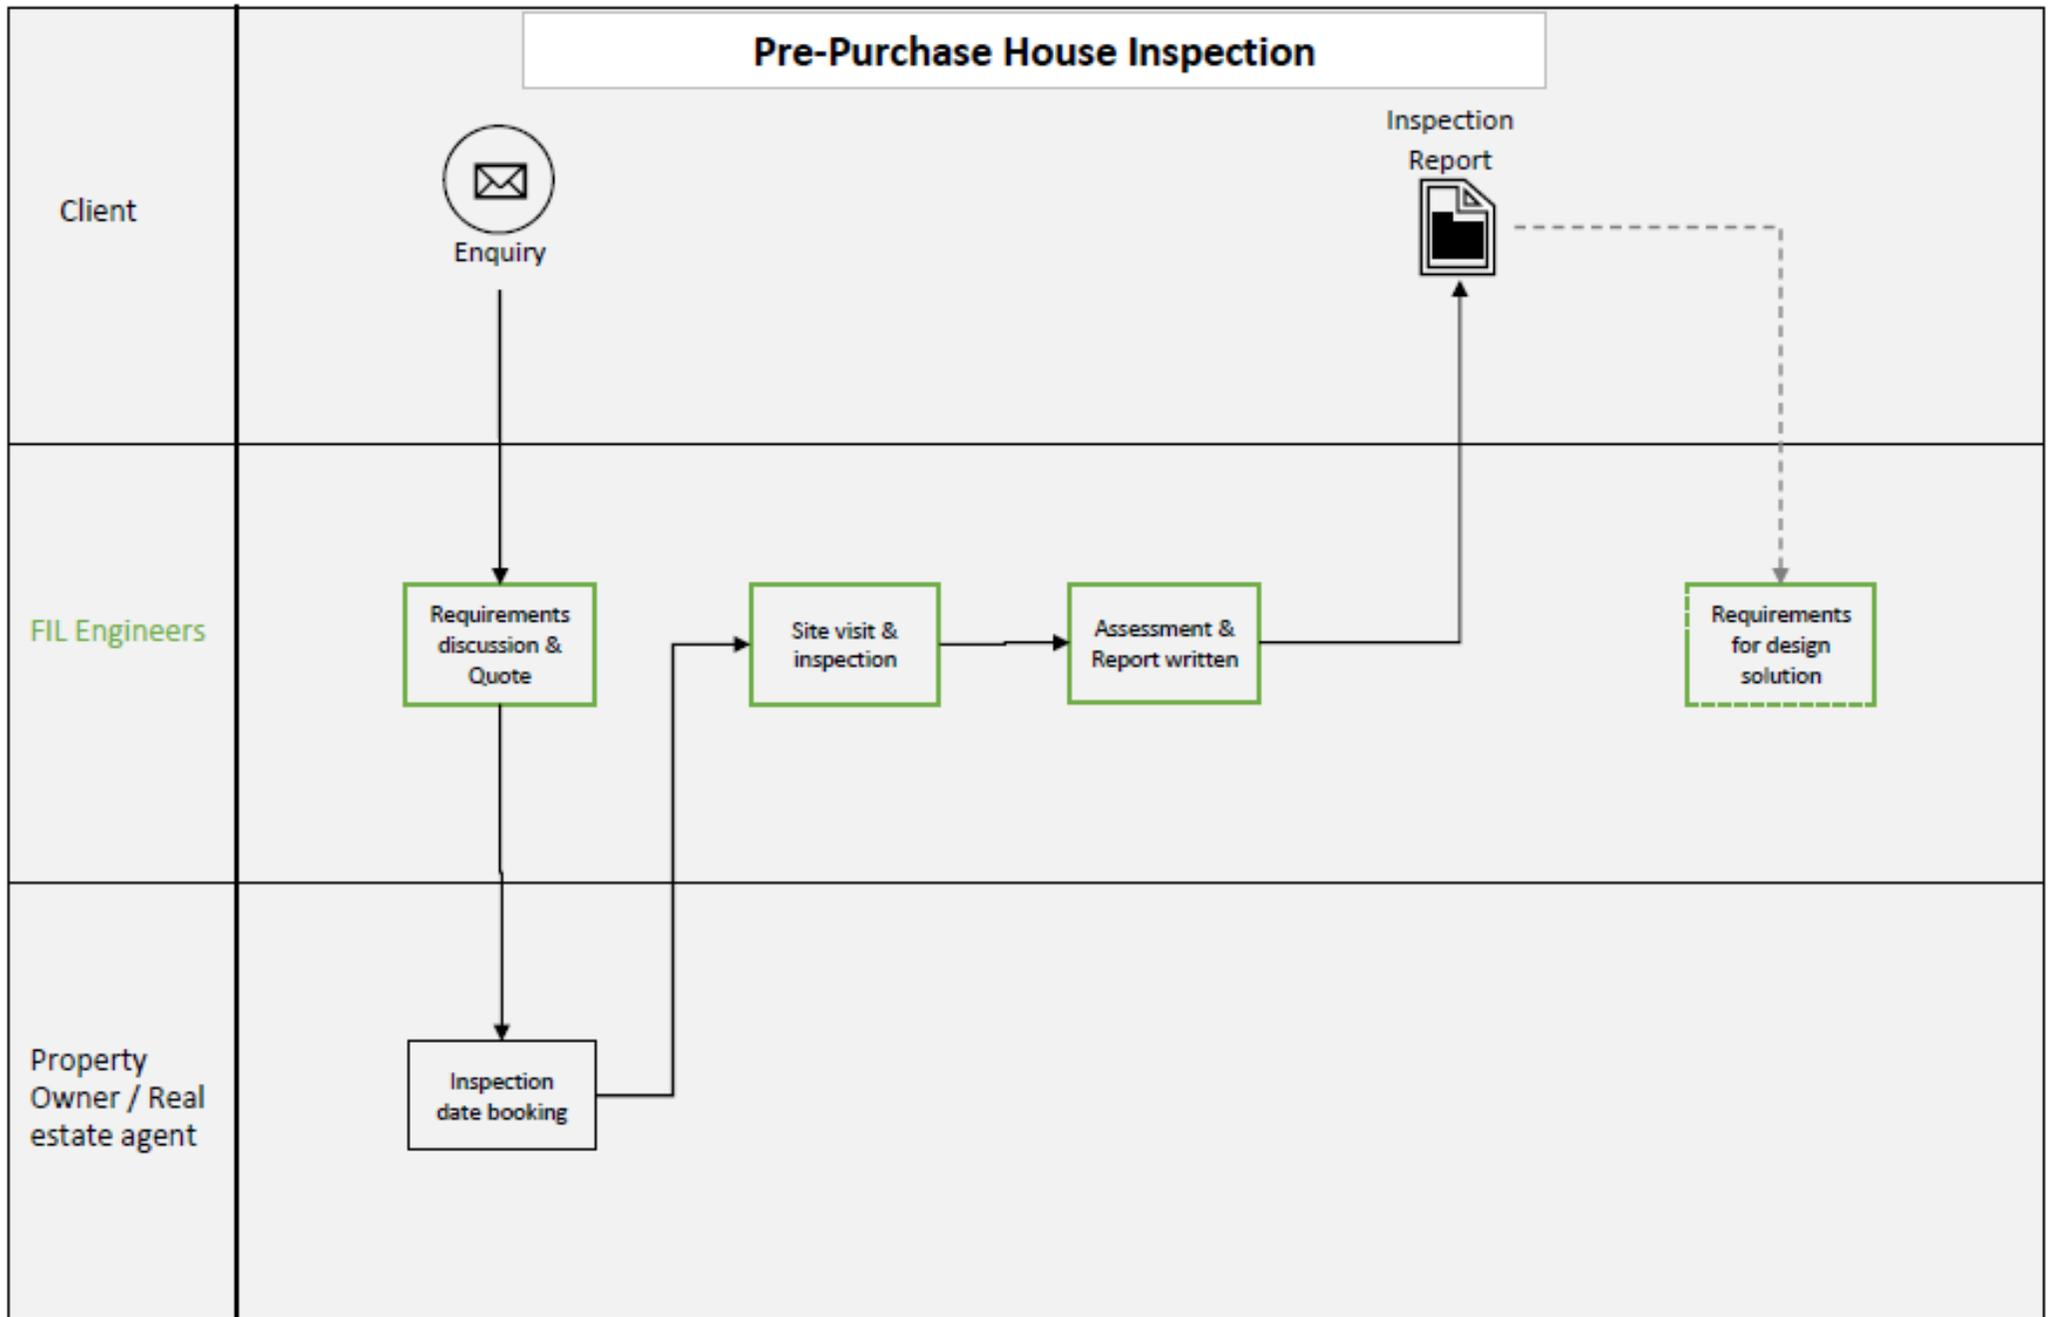 Pre-Purchase House Inspection
Client
Enquiry
Inspection
Report
FIL Engineers
Requirements
discussion &
Quote
Site visit &
inspection
Assessment &
Report written
Requirements
for design
solution
Property
Owner / Real
estate agent
Inspection
date booking